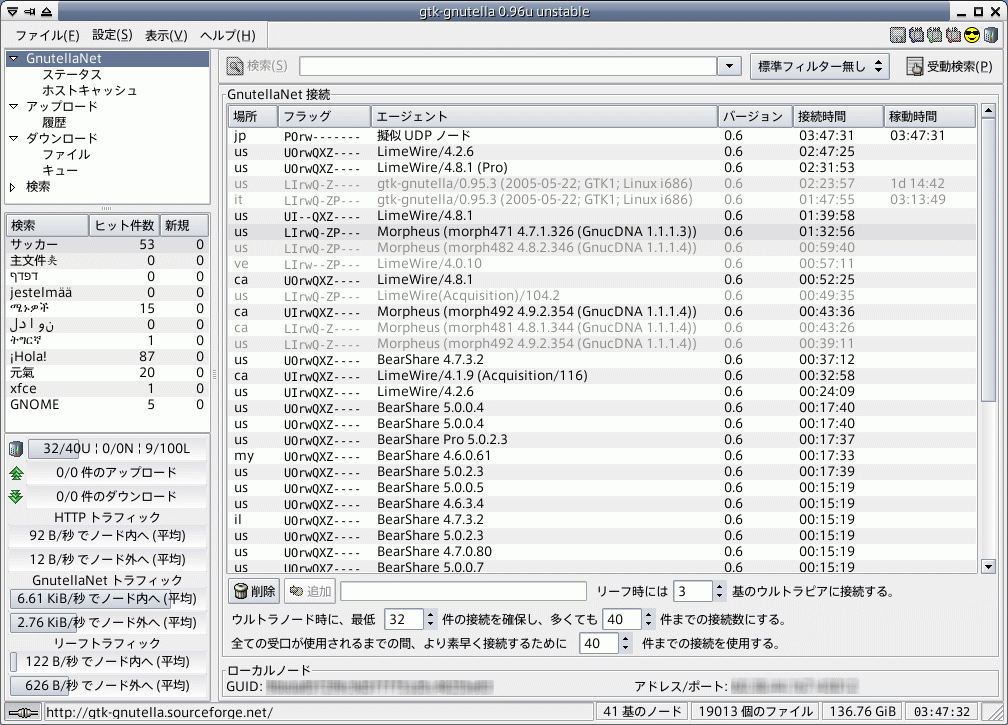 gtk-gnutella 0.96u unstable
ファイル(F) 設定(S) 表示(V) ヘルプ(H)
GnutellaNet
ステータス
ホストキャッシュ
アップロード
履歴
ダウンロード
ファイル
キュー
検索
検索 ヒット件数 新規
サッカー 53 0
主文件夹 0 0
דפדף 0 0
jestelmää 0 0
ሚኑዎች 15 0
0 0
ትግርኛ 1 0
¡Hola! 87 0
元氣 20 0
xfce 1 0
GNOME 5 0
32/40U ¦ 0/0N ¦ 9/100L
0/0 件のアップロード
0/0 件のダウンロード
HTTP トラフィック
92 B/秒 でノード内へ (平均)
12 B/秒 でノード外へ (平均)
GnutellaNet トラフィック
6.61 KiB/秒 でノード内へ (平均)
2.76 KiB/秒 でノード外へ (平均)
リーフトラフィック
122 B/秒 でノード内へ (平均)
626 B/秒 でノード外へ (平均)
検索(S) 標準フィルター無し 受動検索(P)
GnutellaNet 接続
場所 フラッグ エージェント バージョン 接続時間 稼動時間
jp POrw------- 擬似 UDP ノード 0.6 03:47:31 03:47:31
us UOrwQXZ---- LimeWire/4.2.6 0.6 02:47:25
us UOrwQXZ---- LimeWire/4.8.1 (Pro) 0.6 02:31:53
us LIrwQ-Z---- gtk-gnutella/0.95.3 (2005-05-22; GTK1; Linux i686) 0.6 02:23:57 1d 14:42
it LIrwQ-ZP--- gtk-gnutella/0.95.3 (2005-05-22; GTK1; Linux i686) 0.6 01:47:55 03:13:49
us UI--QXZ---- LimeWire/4.8.1 0.6 01:39:58
us LIrwQ-ZP--- Morpheus (morph471 4.7.1.326 (GnucDNA 1.1.1.3)) 0.6 01:32:56
us LIrwQ-ZP--- Morpheus (morph482 4.8.2.346 (GnucDNA 1.1.1.4)) 0.6 00:59:40
ve LIrw--ZP--- LimeWire/4.0.10 0.6 00:57:11
ca UOrwQXZ---- LimeWire/4.8.1 0.6 00:52:25
us LIrwQ-ZP--- LimeWire(Acquisition)/104.2 0.6 00:49:35
ca UIrwQXZ---- Morpheus (morph492 4.9.2.354 (GnucDNA 1.1.1.4)) 0.6 00:43:36
ca LIrwQ-Z---- Morpheus (morph481 4.8.1.344 (GnucDNA 1.1.1.4)) 0.6 00:43:26
us LIrwQ-Z---- Morpheus (morph492 4.9.2.354 (GnucDNA 1.1.1.4)) 0.6 00:39:11
us UOrwQXZ---- BearShare 4.7.3.2 0.6 00:37:12
ca UIrwQXZ---- LimeWire/4.1.9 (Acquisition/116) 0.6 00:32:58
us UIrwQXZ---- LimeWire/4.2.6 0.6 00:24:09
us UOrwQXZ---- BearShare 5.0.0.4 0.6 00:17:40
us UOrwQXZ---- BearShare 5.0.0.4 0.6 00:17:40
us UOrwQXZ---- BearShare Pro 5.0.2.3 0.6 00:17:37
my UOrwQXZ---- BearShare 4.6.0.61 0.6 00:17:33
us UOrwQXZ---- BearShare 5.0.2.3 0.6 00:17:39
us UOrwQXZ---- BearShare 5.0.0.5 0.6 00:15:19
us UOrwQXZ---- BearShare 4.6.3.4 0.6 00:15:19
il UOrwQXZ---- BearShare 4.7.3.2 0.6 00:15:19
us UOrwQXZ---- BearShare 5.0.2.3 0.6 00:15:19
us UOrwQXZ---- BearShare 4.7.0.80 0.6 00:15:19
us UOrwQXZ---- BearShare 5.0.0.7 0.6 00:15:19
削除 追加 リーフ時には 3 基のウルトラピアに接続する。
ウルトラノード時に、最低 32 件の接続を確保し、多くても 40 件までの接続数にする。
全ての受口が使用されるまでの間、より素早く接続するために 40 件までの接続を使用する。
ローカルノード
GUID: アドレス/ポート:
http://gtk-gnutella.sourceforge.net/ 41 基のノード 19013 個のファイル 136.76 GiB 03:47:32